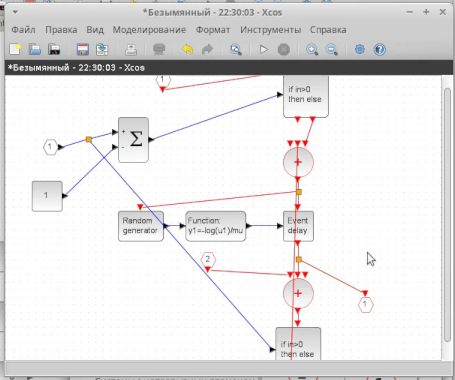 *Безымянный - 22:30:03 - Xcos
Файл Правка Вид Моделирование Формат Инструменты Справка
*Безымянный - 22:30:03 - Xcos
1
if in>0
then else
1
+
-
Σ
+
1
Random
generator
Function:
y1=-log(u1)/mu
Event
delay
2
+
1
if in>0
then else